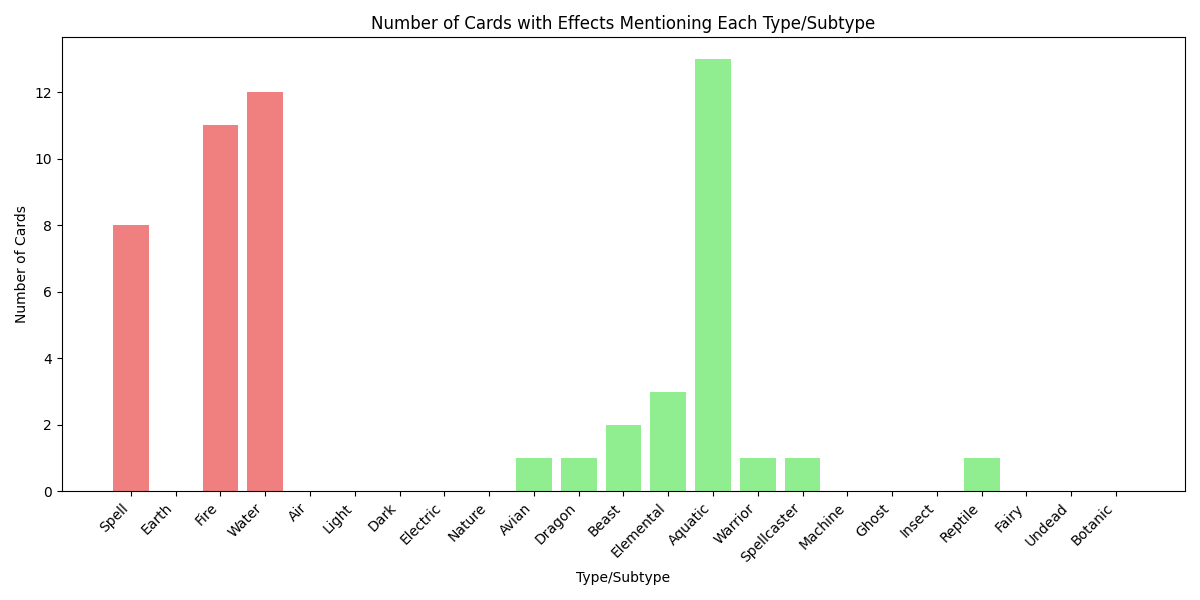 Number of Cards with Effects Mentioning Each Type/Subtype
Number of Cards
12
10
8
6
4
2
0
Spell
Earth
Fire
Water
Air
Light
Dark
Electric
Nature
Avian
Dragon
Beast
Elemental
Aquatic
Warrior
Spellcaster
Machine
Ghost
Insect
Reptile
Fairy
Undead
Botanic
Type/Subtype